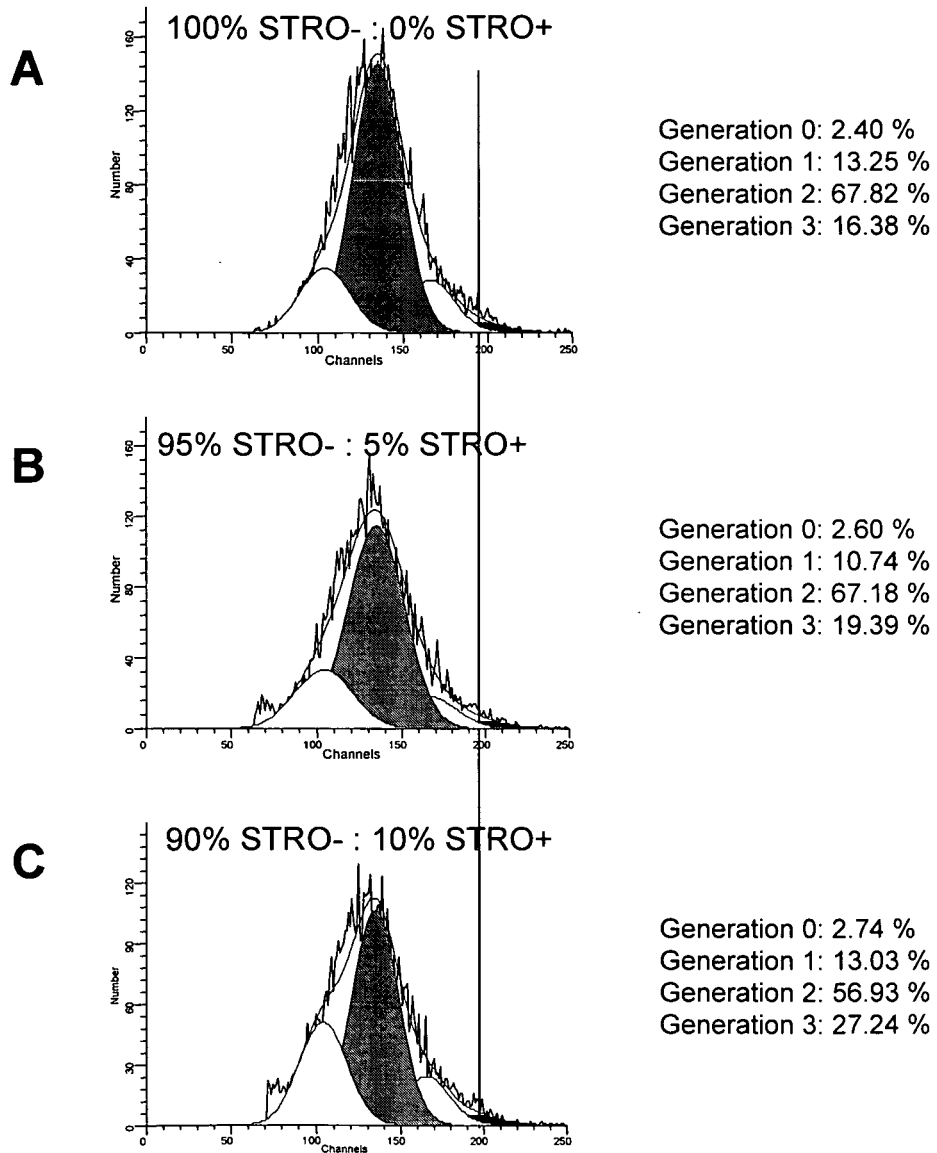 A
100% STRO- : 0% STRO+
160
120
80
40
0
Number
0 50 100 150 200 250
Channels
Generation 0: 2.40 %
Generation 1: 13.25 %
Generation 2: 67.82 %
Generation 3: 16.38 %
B
95% STRO- : 5% STRO+
160
120
80
40
0
Number
0 50 100 150 200 250
Channels
Generation 0: 2.60 %
Generation 1: 10.74 %
Generation 2: 67.18 %
Generation 3: 19.39 %
C
90% STRO- : 10% STRO+
120
90
60
30
0
Number
0 50 100 150 200 250
Channels
Generation 0: 2.74 %
Generation 1: 13.03 %
Generation 2: 56.93 %
Generation 3: 27.24 %